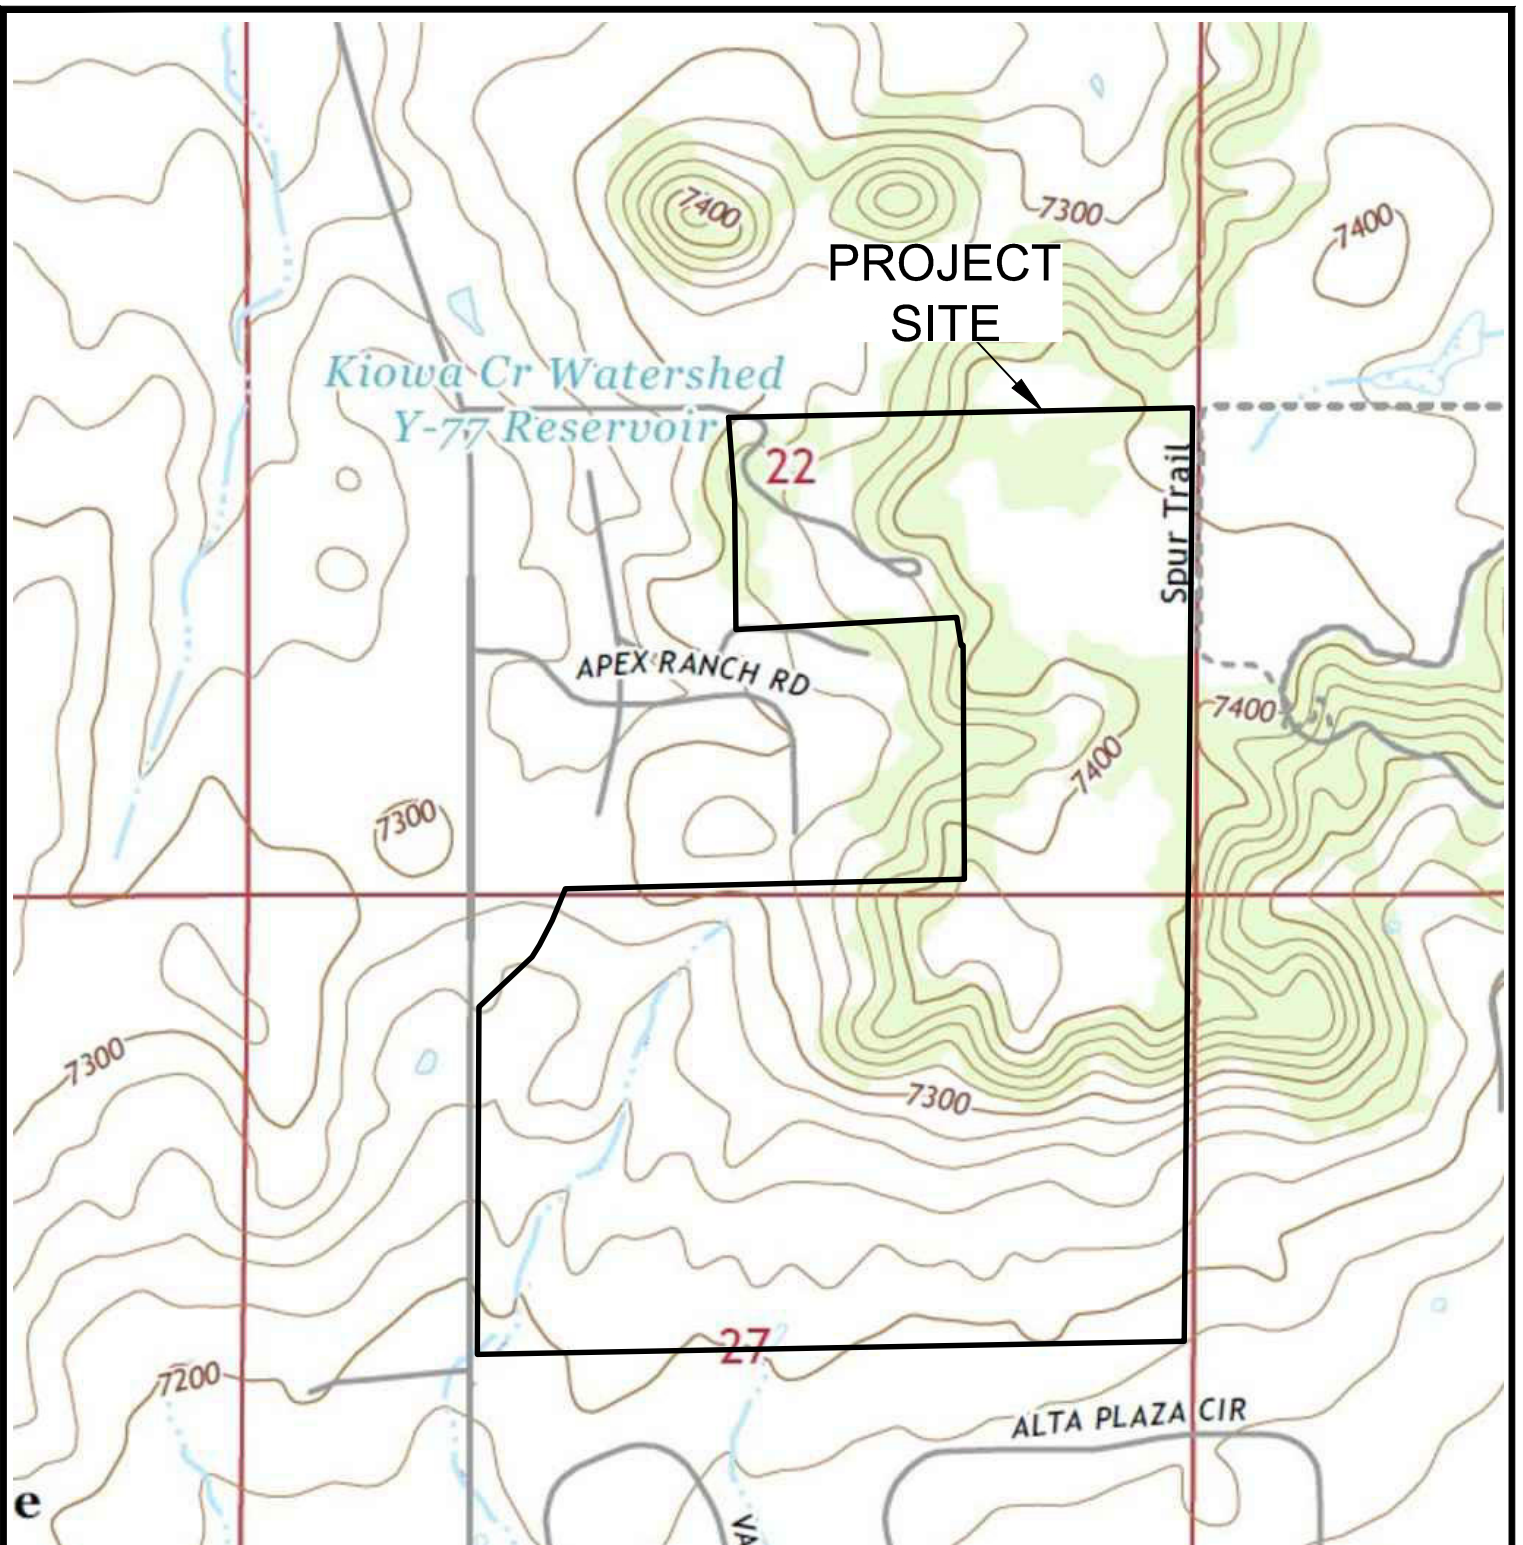 7400
7300
7400
PROJECT
SITE
Kiowa Cr Watershed
Y-77 Reservoir
22
Spur Trail
APEX RANCH RD
7400
7400
7300
7300
7300
27
7200
ALTA PLAZA CIR
e
VA